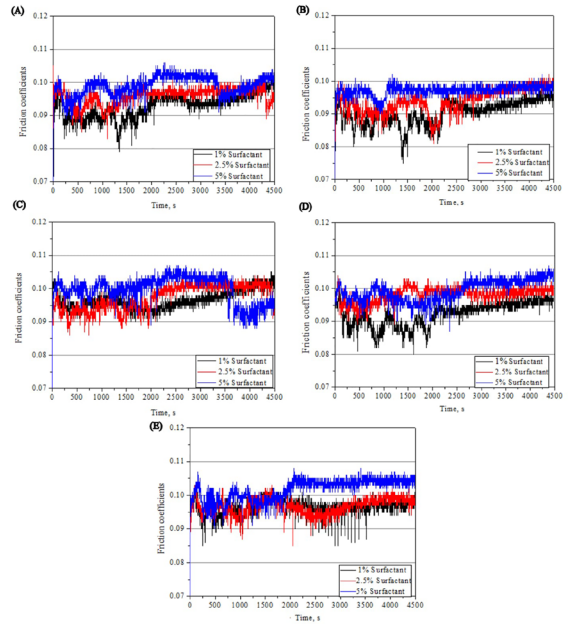 (A)
0.12
0.11
0.10
0.09
0.08
0.07
Friction coefficients
1% Surfactant
2.5% Surfactant
5% Surfactant
0 500 1000 1500 2000 2500 3000 3500 4000 4500
Time, s
(B)
0.12
0.11
0.10
0.09
0.08
0.07
Friction coefficients
1% Surfactant
2.5% Surfactant
5% Surfactant
0 500 1000 1500 2000 2500 3000 3500 4000 4500
Time, s
(C)
0.12
0.11
0.10
0.09
0.08
0.07
Friction coefficients
1% Surfactant
2.5% Surfactant
5% Surfactant
0 500 1000 1500 2000 2500 3000 3500 4000 4500
Time, s
(D)
0.12
0.11
0.10
0.09
0.08
0.07
Friction coefficients
1% Surfactant
2.5% Surfactant
5% Surfactant
0 500 1000 1500 2000 2500 3000 3500 4000 4500
Time, s
(E)
0.12
0.11
0.10
0.09
0.08
0.07
Friction coefficients
1% Surfactant
2.5% Surfactant
5% Surfactant
0 500 1000 1500 2000 2500 3000 3500 4000 4500
Time, s